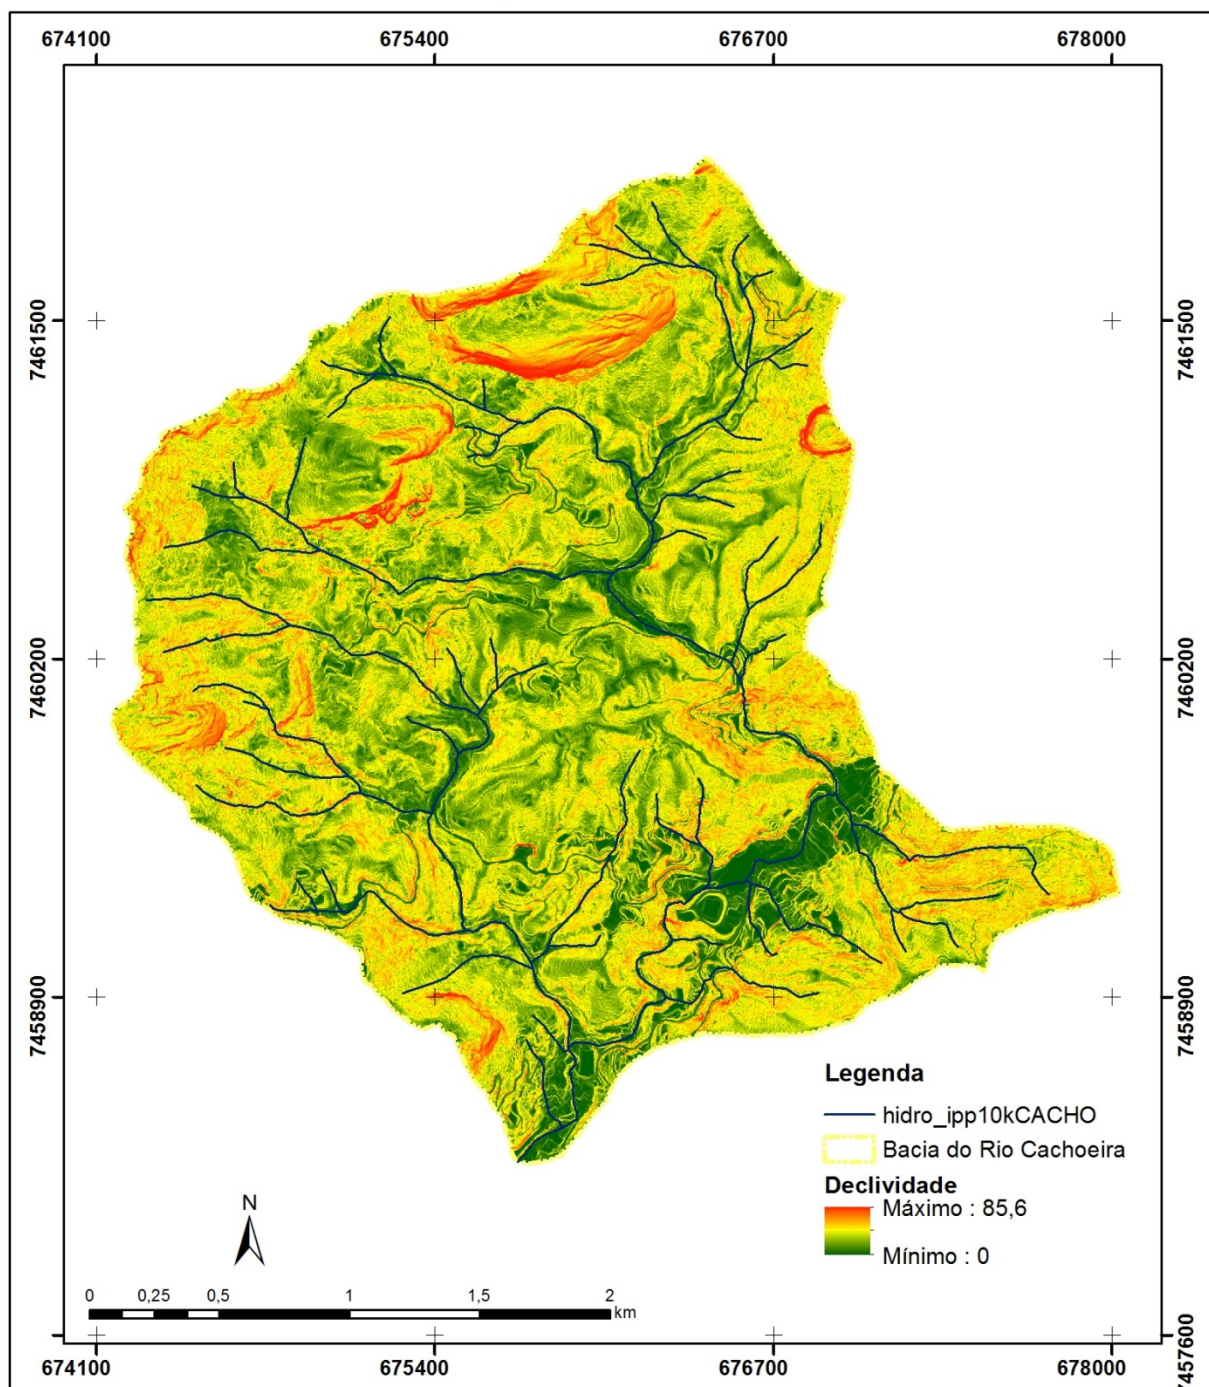 674100 675400 676700 678000
7461500 7461500
7460200 7460200
7458900 7458900
Legenda
hidro_ipp10kCACHO
Bacia do Rio Cachoeira
Declividade
Máximo : 85,6
Mínimo : 0
N
0 0,25 0,5 1 1,5 2
km
7457600
674100 675400 676700 678000